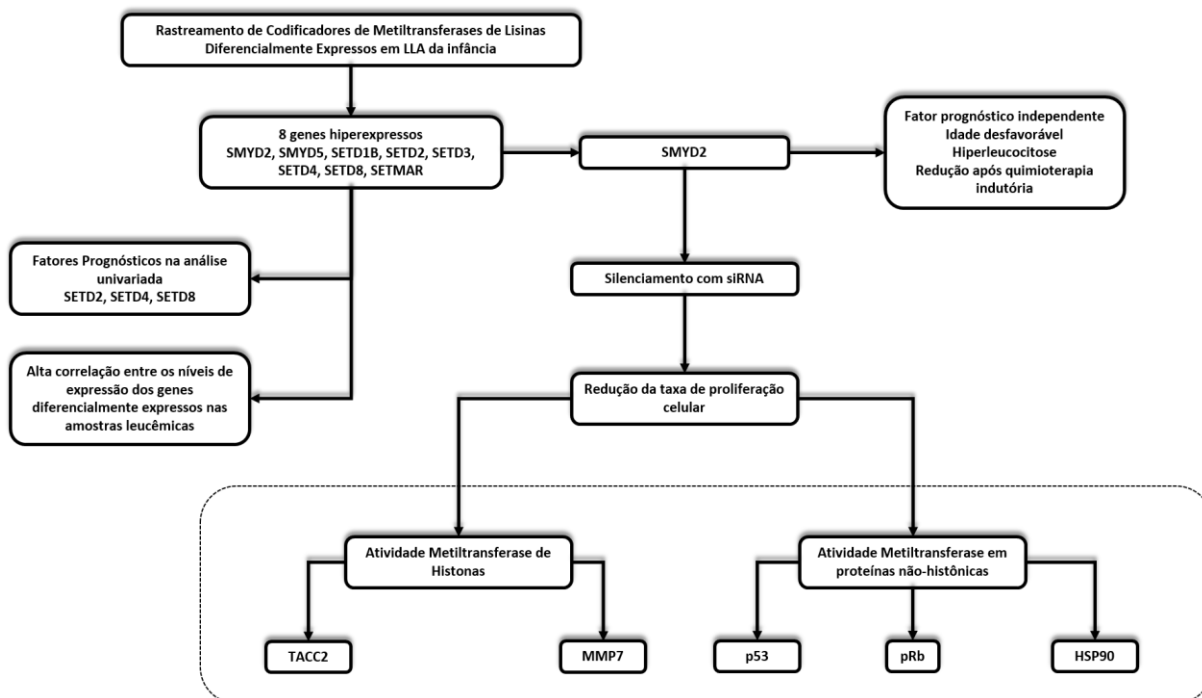 Rastreamento de Codificadores de Metiltransferases de Lisinas
Diferencialmente Expressos em LLA da infância
8 genes hiperexpressos
SMYD2, SMYD5, SETD1B, SETD2, SETD3,
SETD4, SETD8, SETMAR
SMYD2
Fator prognóstico independente
Idade desfavorável
Hiperleucocitose
Redução após quimioterapia
indutória
Fatores Prognósticos na análise
univariada
SETD2, SETD4, SETD8
Silenciamento com siRNA
Alta correlação entre os níveis de
expressão dos genes
diferencialmente expressos nas
amostras leucêmicas
Redução da taxa de proliferação
celular
Atividade Metiltransferase de
Histonas
Atividade Metiltransferase em
proteínas não-histônicas
TACC2
MMP7
p53
pRb
HSP90